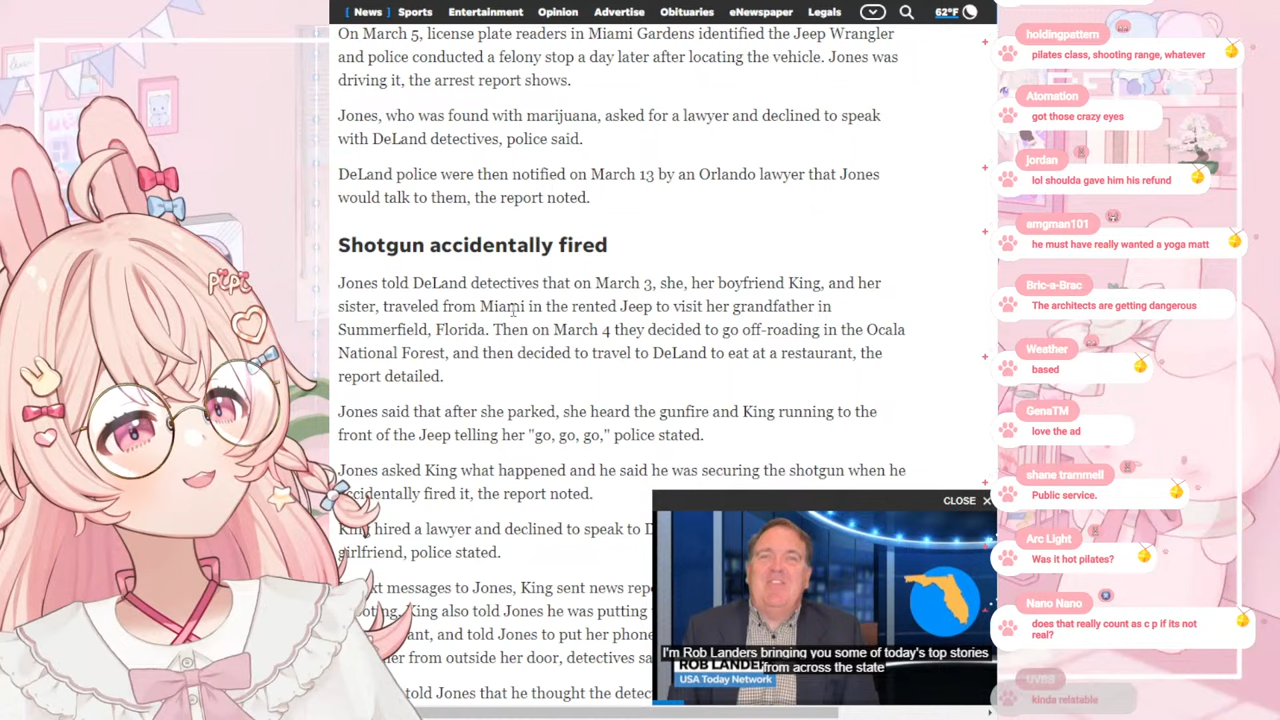 [ News ] Sports Entertainment Opinion Advertise Obituaries eNewspaper Legals 62°F
On March 5, license plate readers in Miami Gardens identified the Jeep Wrangler
and police conducted a felony stop a day later after locating the vehicle. Jones was
driving it, the arrest report shows.
Jones, who was found with marijuana, asked for a lawyer and declined to speak
with DeLand detectives, police said.
DeLand police were then notified on March 13 by an Orlando lawyer that Jones
would talk to them, the report noted.
Shotgun accidentally fired
Jones told DeLand detectives that on March 3, she, her boyfriend King, and her
sister, traveled from Miami in the rented Jeep to visit her grandfather in
Summerfield, Florida. Then on March 4 they decided to go off-roading in the Ocala
National Forest, and then decided to travel to DeLand to eat at a restaurant, the
report detailed.
Jones said that after she parked, she heard the gunfire and King running to the
front of the Jeep telling her "go, go, go," police stated.
Jones asked King what happened and he said he was securing the shotgun when he
accidentally fired it, the report noted.
King hired a lawyer and declined to speak to D
girlfriend, police stated.
xt messages to Jones, King sent news rep
oting. King also told Jones he was putting
ant, and told Jones to put her phone
her from outside her door, detectives sa
told Jones that he thought the detec
CLOSE ×
I'm Rob Landers bringing you some of today's top stories
from across the state
ROB LANDE
USA Today Network
pipi
holdingpattern
pilates class, shooting range, whatever
Atomation
got those crazy eyes
jordan
lol shoulda gave him his refund
amgman101
he must have really wanted a yoga matt
Bric-a-Brac
The architects are getting dangerous
Weather
based
GenaTM
love the ad
shane trammell
Public service.
Arc Light
Was it hot pilates?
Nano Nano
does that really count as c p if its not
real?
kinda relatable